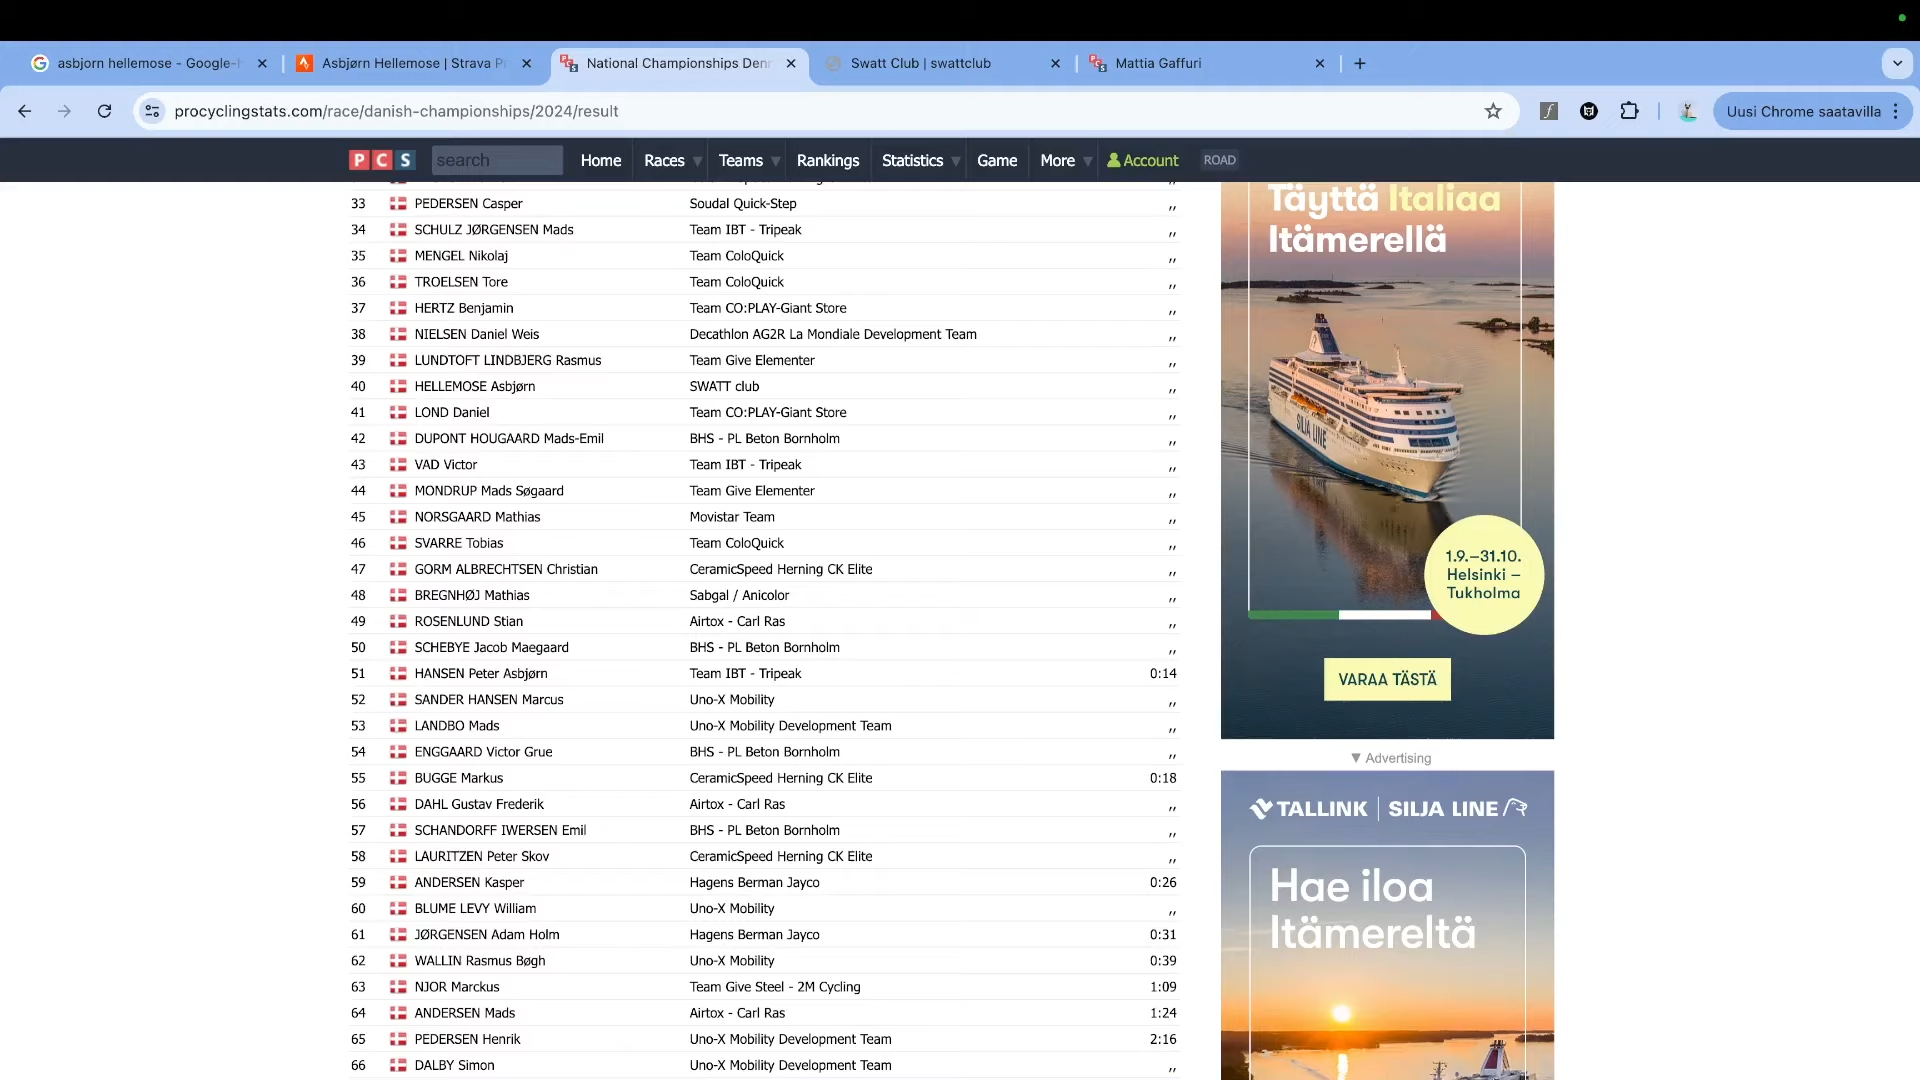 asbjorn hellemose - Google-h
Asbjørn Hellemose | Strava Pr
National Championships Denm
Swatt Club | swattclub
Mattia Gaffuri
procyclingstats.com/race/danish-championships/2024/result
Uusi Chrome saatavilla
PCS
search
Home
Races
Teams
Rankings
Statistics
Game
More
Account
ROAD
33 PEDERSEN Casper Soudal Quick-Step ,,
34 SCHULZ JØRGENSEN Mads Team IBT - Tripeak ,,
35 MENGEL Nikolaj Team ColoQuick ,,
36 TROELSEN Tore Team ColoQuick ,,
37 HERTZ Benjamin Team CO:PLAY-Giant Store ,,
38 NIELSEN Daniel Weis Decathlon AG2R La Mondiale Development Team ,,
39 LUNDTOFT LINDBJERG Rasmus Team Give Elementer ,,
40 HELLEMOSE Asbjørn SWATT club ,,
41 LOND Daniel Team CO:PLAY-Giant Store ,,
42 DUPONT HOUGAARD Mads-Emil BHS - PL Beton Bornholm ,,
43 VAD Victor Team IBT - Tripeak ,,
44 MONDRUP Mads Søgaard Team Give Elementer ,,
45 NORSGAARD Mathias Movistar Team ,,
46 SVARRE Tobias Team ColoQuick ,,
47 GORM ALBRECHTSEN Christian CeramicSpeed Herning CK Elite ,,
48 BREGNHØJ Mathias Sabgal / Anicolor ,,
49 ROSENLUND Stian Airtox - Carl Ras ,,
50 SCHEBYE Jacob Maegaard BHS - PL Beton Bornholm ,,
51 HANSEN Peter Asbjørn Team IBT - Tripeak 0:14
52 SANDER HANSEN Marcus Uno-X Mobility ,,
53 LANDBO Mads Uno-X Mobility Development Team ,,
54 ENGGAARD Victor Grue BHS - PL Beton Bornholm ,,
55 BUGGE Markus CeramicSpeed Herning CK Elite 0:18
56 DAHL Gustav Frederik Airtox - Carl Ras ,,
57 SCHANDORFF IWERSEN Emil BHS - PL Beton Bornholm ,,
58 LAURITZEN Peter Skov CeramicSpeed Herning CK Elite ,,
59 ANDERSEN Kasper Hagens Berman Jayco 0:26
60 BLUME LEVY William Uno-X Mobility ,,
61 JØRGENSEN Adam Holm Hagens Berman Jayco 0:31
62 WALLIN Rasmus Bøgh Uno-X Mobility 0:39
63 NJOR Marckus Team Give Steel - 2M Cycling 1:09
64 ANDERSEN Mads Airtox - Carl Ras 1:24
65 PEDERSEN Henrik Uno-X Mobility Development Team 2:16
66 DALBY Simon Uno-X Mobility Development Team ,,
Täyttä Italiaa
Itämerellä
SILJA LINE
1.9.–31.10.
Helsinki –
Tukholma
VARAA TÄSTÄ
▼ Advertising
TALLINK | SILJA LINE
Hae iloa
Itämereltä